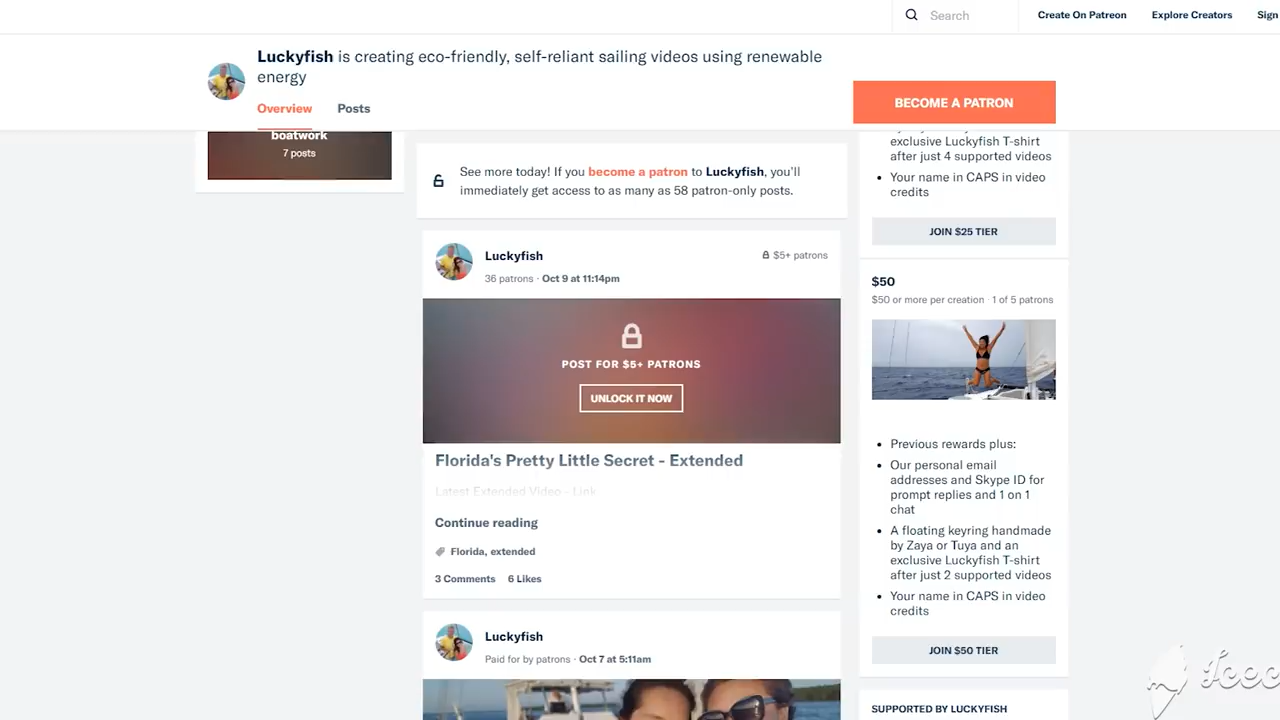 Search
Create On Patreon
Explore Creators
Sign
Luckyfish is creating eco-friendly, self-reliant sailing videos using renewable
energy
Overview
Posts
BECOME A PATRON
boatwork
7 posts
See more today! If you become a patron to Luckyfish, you'll
immediately get access to as many as 58 patron-only posts.
Luckyfish
$5+ patrons
36 patrons · Oct 9 at 11:14pm
POST FOR $5+ PATRONS
UNLOCK IT NOW
Florida's Pretty Little Secret - Extended
Latest Extended Video - Link
Continue reading
Florida, extended
3 Comments
6 Likes
Luckyfish
Paid for by patrons · Oct 7 at 5:11am
exclusive Luckyfish T-shirt
after just 4 supported videos
• Your name in CAPS in video
credits
JOIN $25 TIER
$50
$50 or more per creation · 1 of 5 patrons
• Previous rewards plus:
• Our personal email
addresses and Skype ID for
prompt replies and 1 on 1
chat
• A floating keyring handmade
by Zaya or Tuya and an
exclusive Luckyfish T-shirt
after just 2 supported videos
• Your name in CAPS in video
credits
JOIN $50 TIER
SUPPORTED BY LUCKYFISH